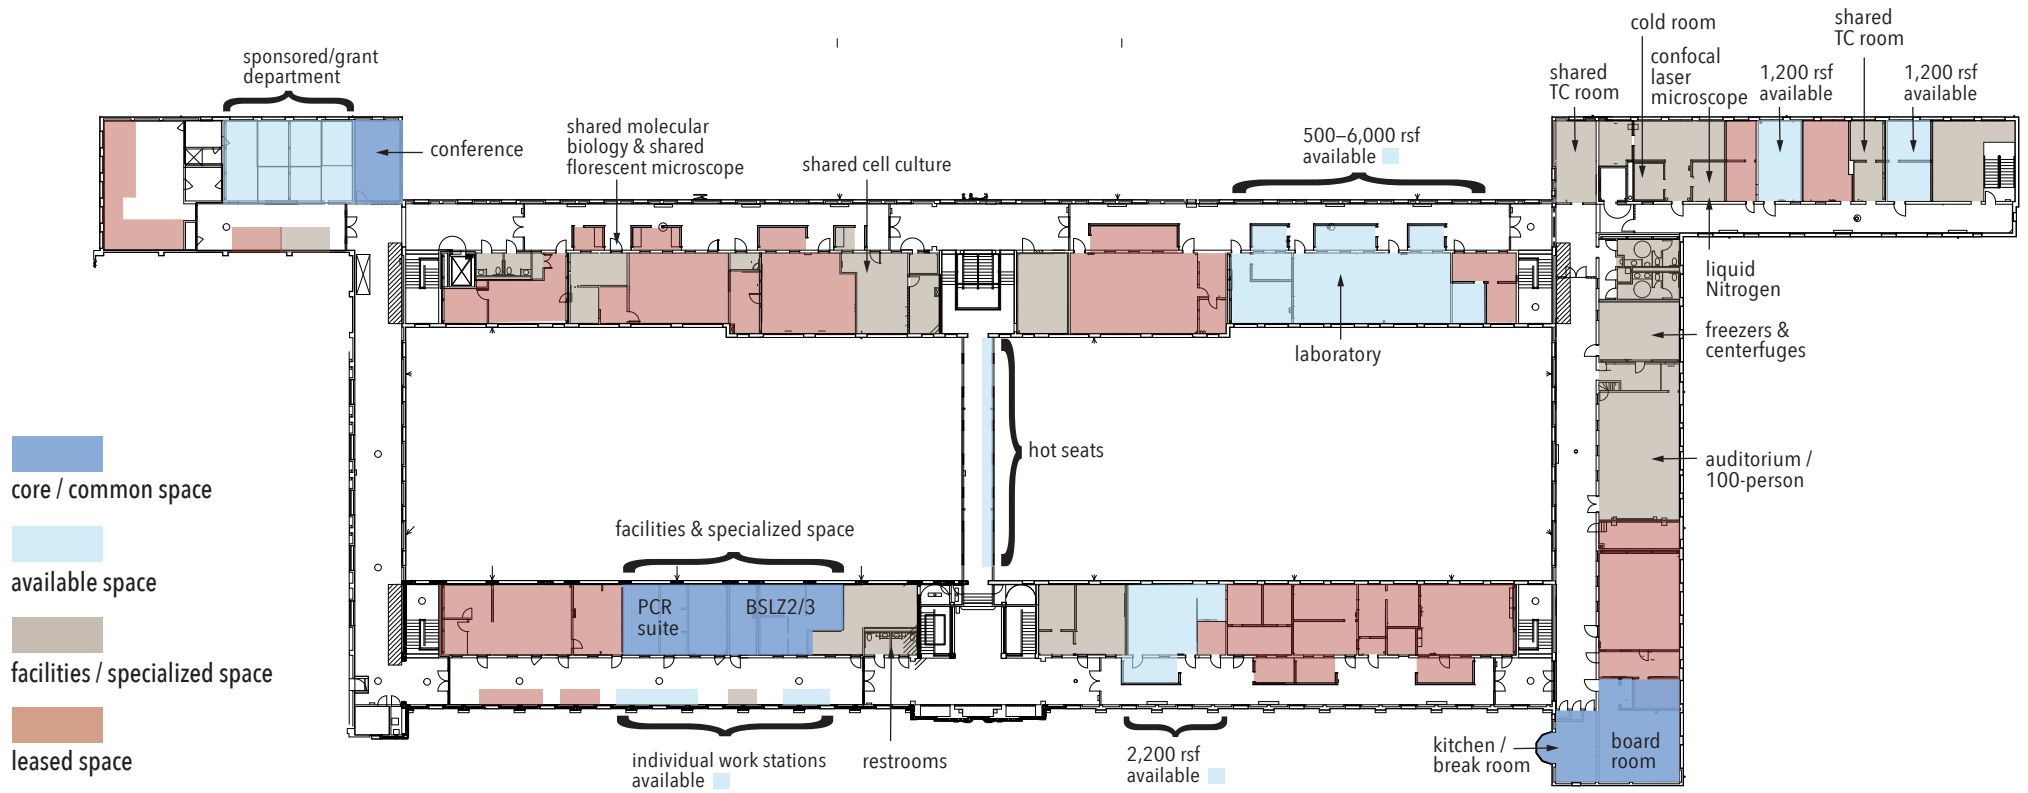 cold room
shared
TC room
sponsored/grant
department
confocal
laser
microscope
shared
TC room
1,200 rsf
available
1,200 rsf
available
shared molecular
biology & shared
florescent microscope
conference
shared cell culture
500–6,000 rsf
available
liquid
Nitrogen
freezers &
centerfuges
laboratory
hot seats
auditorium /
100-person
core / common space
available space
facilities / specialized space
leased space
facilities & specialized space
PCR
suite
BSLZ2/3
individual work stations
available
restrooms
2,200 rsf
available
kitchen /
break room
board
room